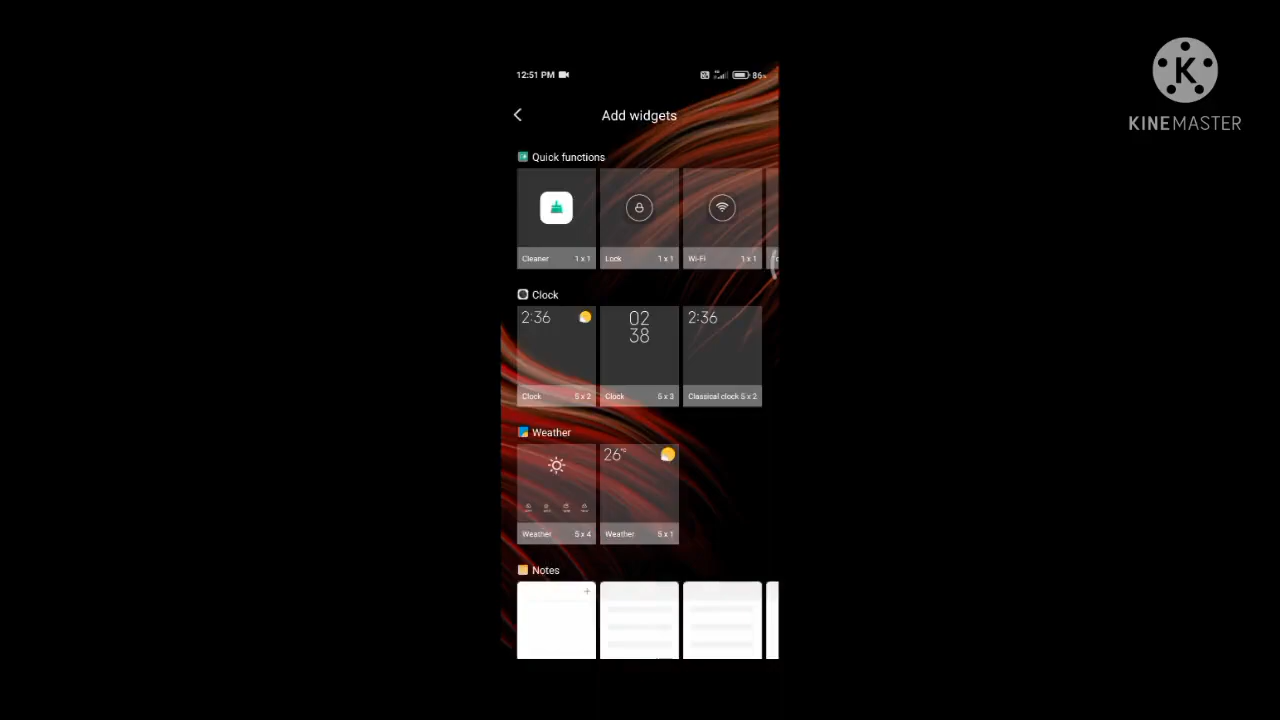 12:51 PM 86%
K
KINEMASTER
Add widgets
Quick functions
Cleaner 1 x 1 Lock 1 x 1 Wi-Fi 1 x 1
Clock
2:36 02 38 2:36
Clock 5 x 2 Clock 5 x 3 Classical clock 5 x 2
Weather
26°
Weather 5 x 4 Weather 5 x 1
Notes
+